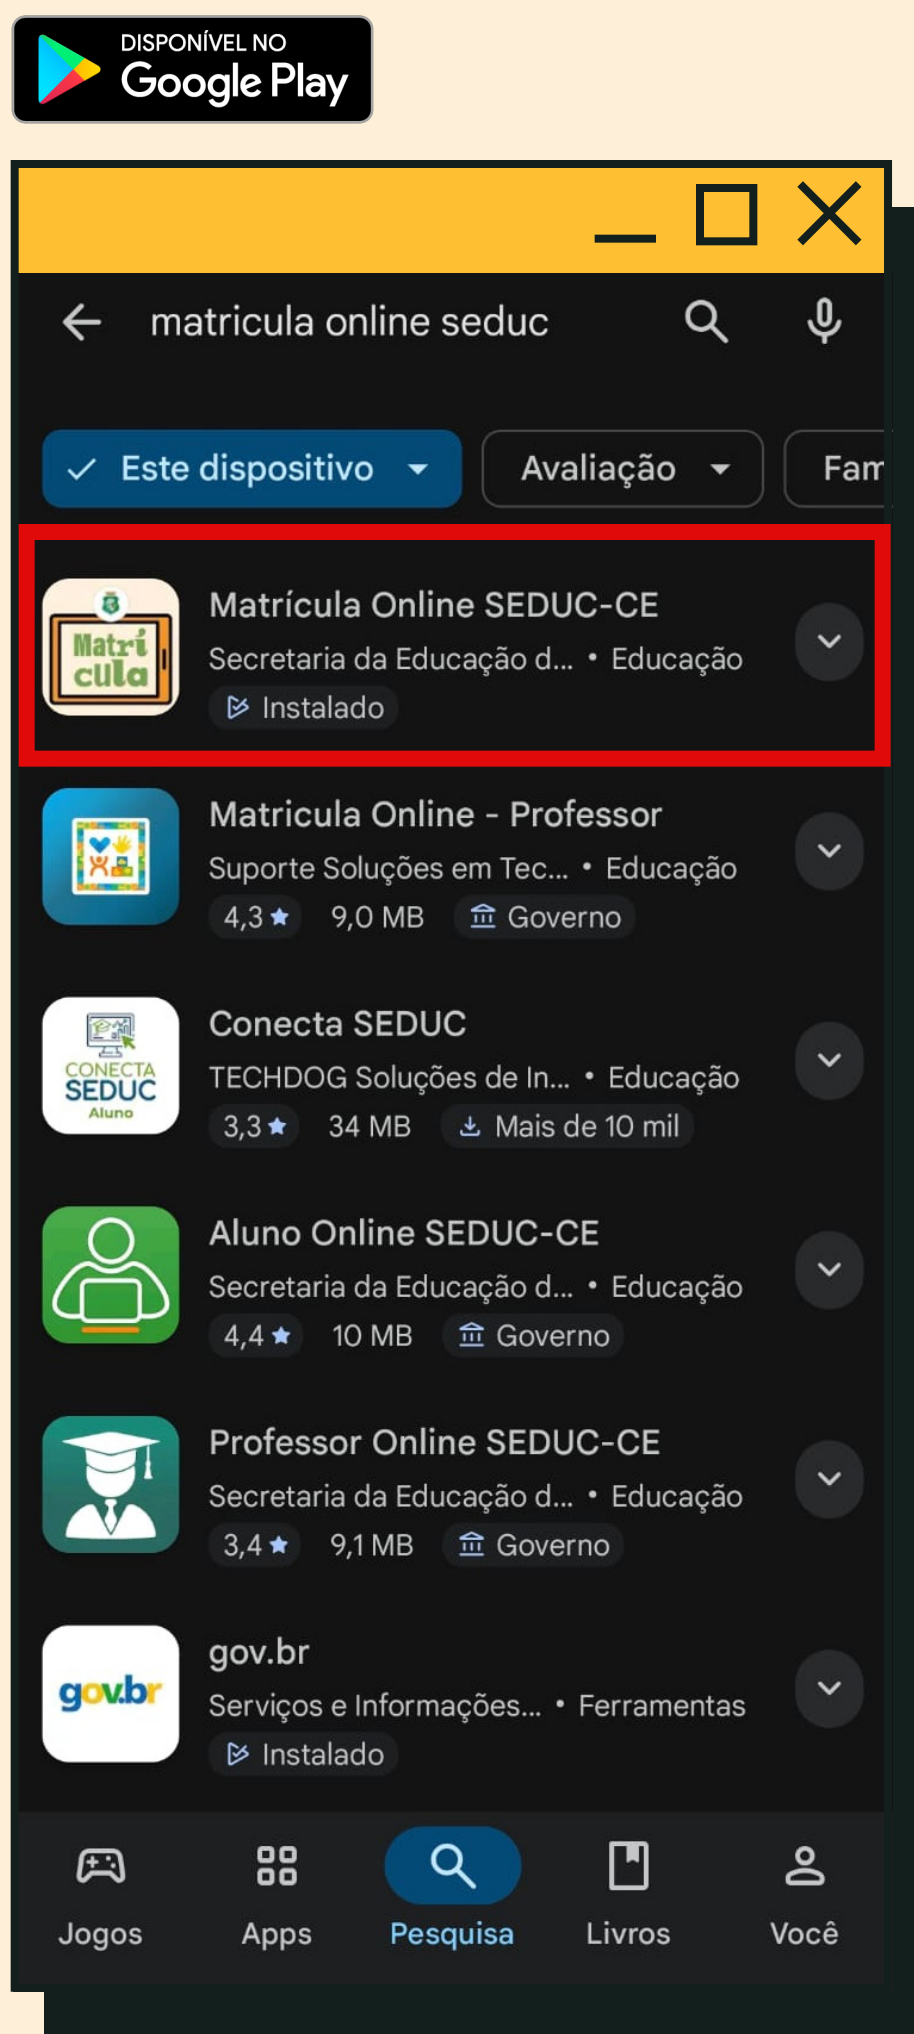 DISPONÍVEL NO
Google Play
matricula online seduc
Este dispositivo
Avaliação
Fam
Matrí
cula
Matrícula Online SEDUC-CE
Secretaria da Educação d... • Educação
Instalado
Matricula Online - Professor
Suporte Soluções em Tec... • Educação
4,3★ 9,0 MB Governo
CONECTA
SEDUC
Aluno
Conecta SEDUC
TECHDOG Soluções de In... • Educação
3,3★ 34 MB Mais de 10 mil
Aluno Online SEDUC-CE
Secretaria da Educação d... • Educação
4,4★ 10 MB Governo
Professor Online SEDUC-CE
Secretaria da Educação d... • Educação
3,4★ 9,1 MB Governo
gov.br
gov.br
Serviços e Informações... • Ferramentas
Instalado
Jogos
Apps
Pesquisa
Livros
Você